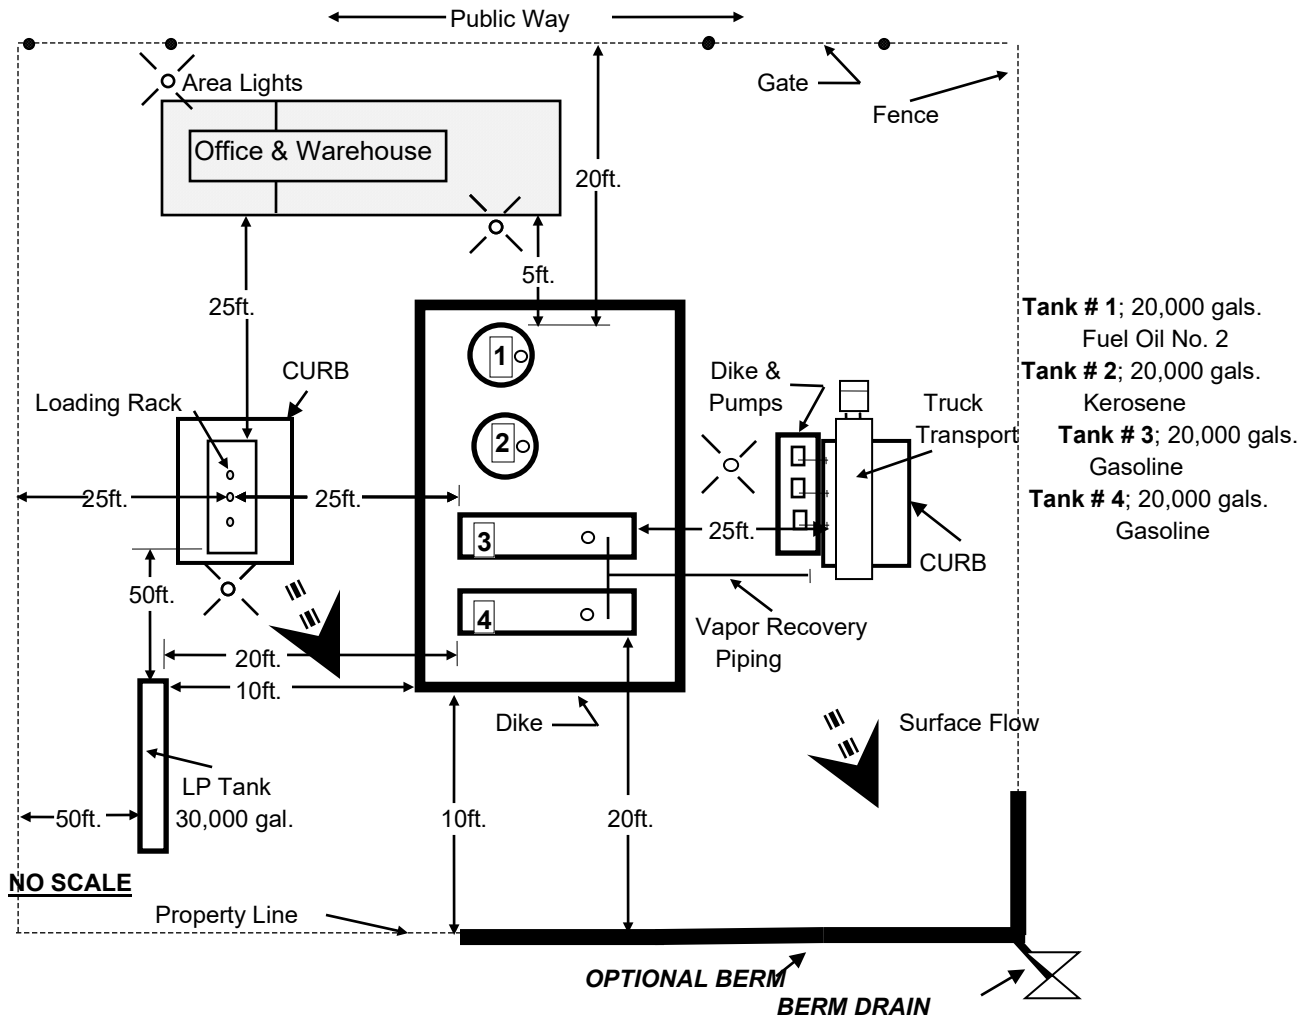 Public Way
Area Lights
Gate
Fence
Office & Warehouse
20ft.
5ft.
25ft.
Tank # 1; 20,000 gals.
Fuel Oil No. 2
Tank # 2; 20,000 gals.
Kerosene
Tank # 3; 20,000 gals.
Gasoline
Tank # 4; 20,000 gals.
Gasoline
CURB
Loading Rack
1
2
Dike &
Pumps
Truck
Transport
25ft.
25ft.
3
25ft.
CURB
50ft.
4
Vapor Recovery
Piping
20ft.
10ft.
Dike
Surface Flow
LP Tank
30,000 gal.
50ft.
10ft.
20ft.
NO SCALE
Property Line
OPTIONAL BERM
BERM DRAIN